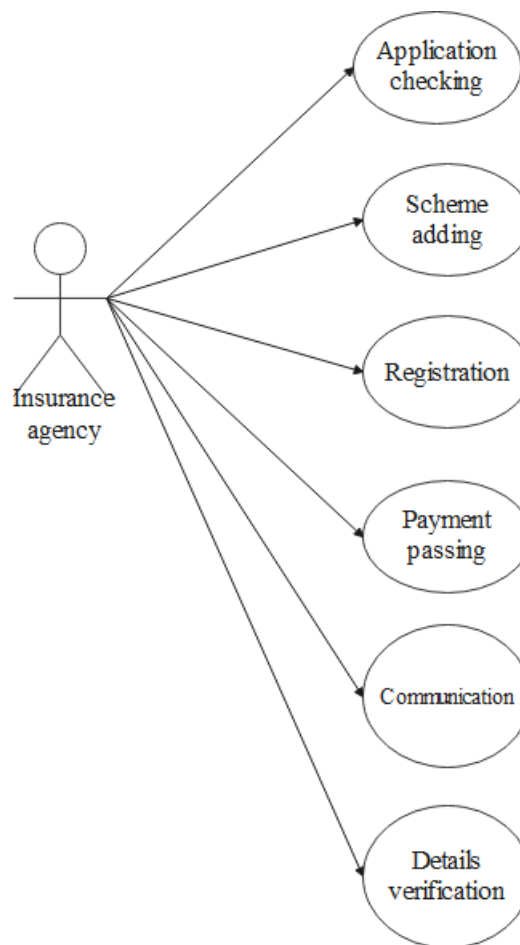 Application
checking
Scheme
adding
Registration
Insurance
agency
Payment
passing
Communication
Details
verification